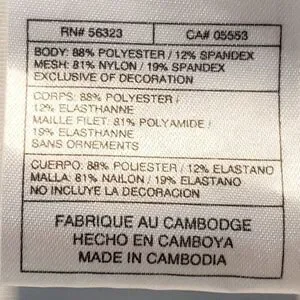 RN# 56323 CA# 05553
BODY: 88% POLYESTER / 12% SPANDEX
MESH: 81% NYLON / 19% SPANDEX
EXCLUSIVE OF DECORATION
CORPS: 88% POLYESTER /
12% ELASTHANNE
MAILLE FILET: 81% POLYAMIDE /
19% ELASTHANNE
SANS ORNEMENTS
CUERPO: 88% POLIESTER / 12% ELASTANO
MALLA: 81% NAILON / 19% ELASTANO
NO INCLUYE LA DECORACION
FABRIQUE AU CAMBODGE
HECHO EN CAMBOYA
MADE IN CAMBODIA